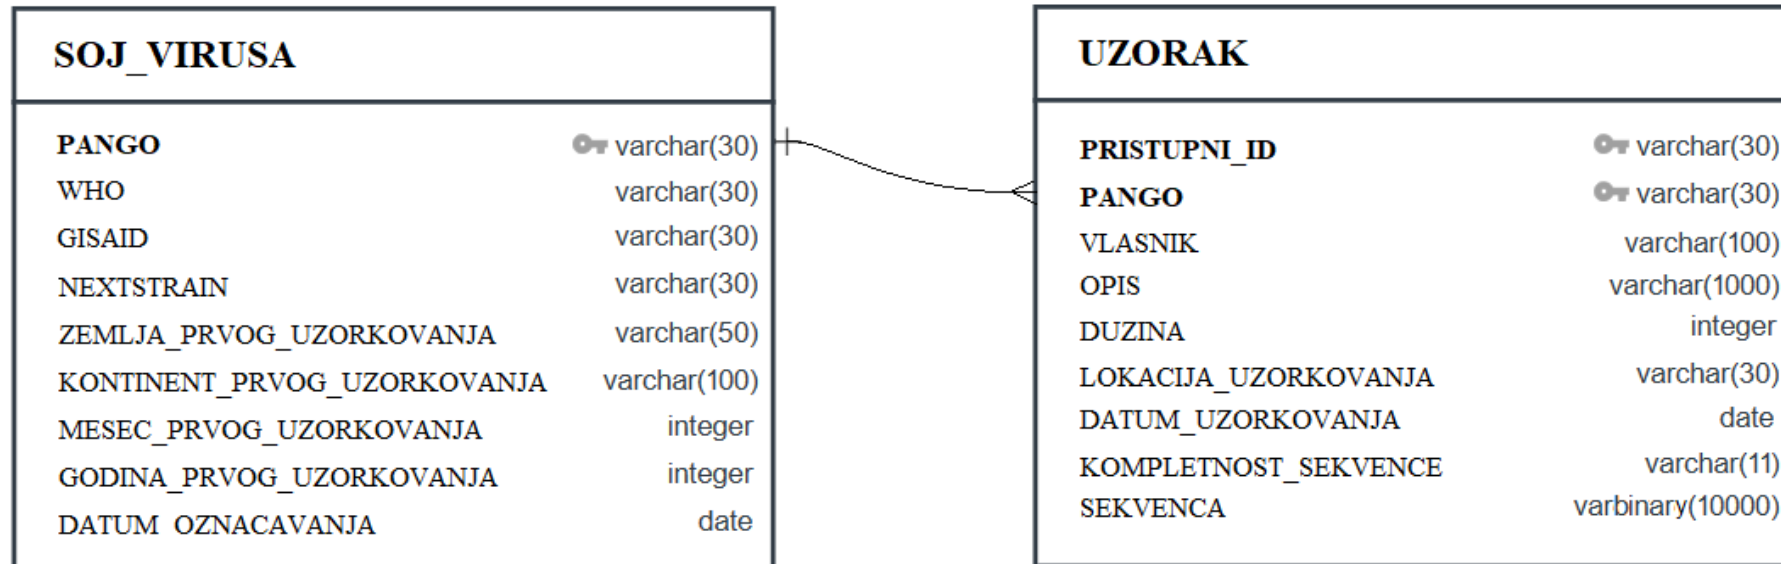 SOJ_VIRUSA
PANGO varchar(30)
WHO varchar(30)
GISAID varchar(30)
NEXTSTRAIN varchar(30)
ZEMLJA_PRVOG_UZORKOVANJA varchar(50)
KONTINENT_PRVOG_UZORKOVANJA varchar(100)
MESEC_PRVOG_UZORKOVANJA integer
GODINA_PRVOG_UZORKOVANJA integer
DATUM_OZNACAVANJA date
UZORAK
PRISTUPNI_ID varchar(30)
PANGO varchar(30)
VLASNIK varchar(100)
OPIS varchar(1000)
DUZINA integer
LOKACIJA_UZORKOVANJA varchar(30)
DATUM_UZORKOVANJA date
KOMPLETNOST_SEKVENCE varchar(11)
SEKVENCA varbinary(10000)